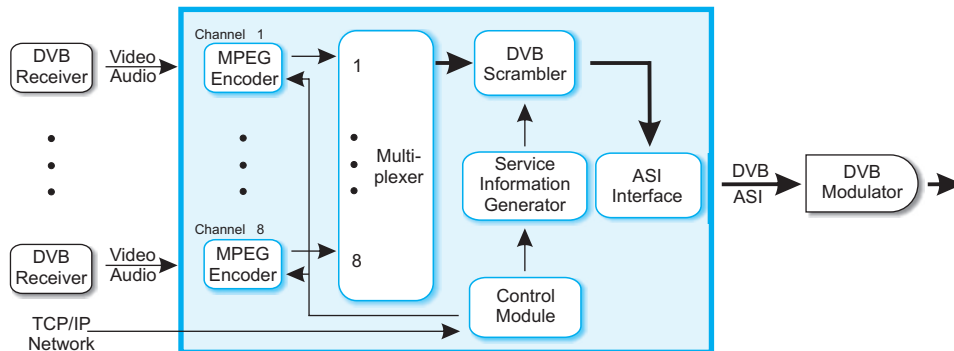 Channel 1
DVB
Receiver
Video
Audio
MPEG
Encoder
1
Multi-
plexer
8
DVB
Scrambler
Service
Information
Generator
ASI
Interface
DVB
ASI
DVB
Modulator
Channel 8
DVB
Receiver
Video
Audio
MPEG
Encoder
Control
Module
TCP/IP
Network